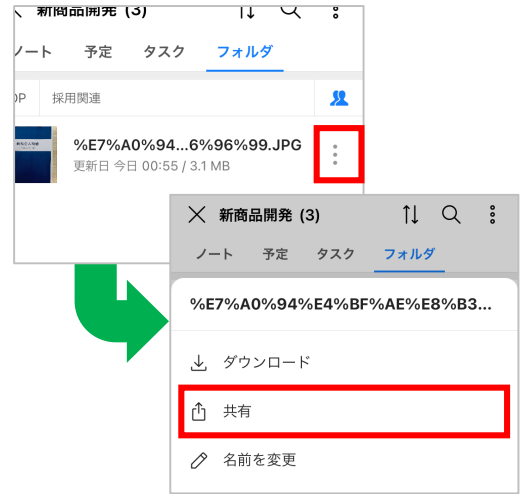 新商品開発 (3)
ノート 予定 タスク フォルダ
OP 採用関連
%E7%A0%94...6%96%99.JPG
更新日 今日 00:55 / 3.1 MB
新商品開発 (3)
ノート 予定 タスク フォルダ
%E7%A0%94%E4%BF%AE%E8%B3...
ダウンロード
共有
名前を変更